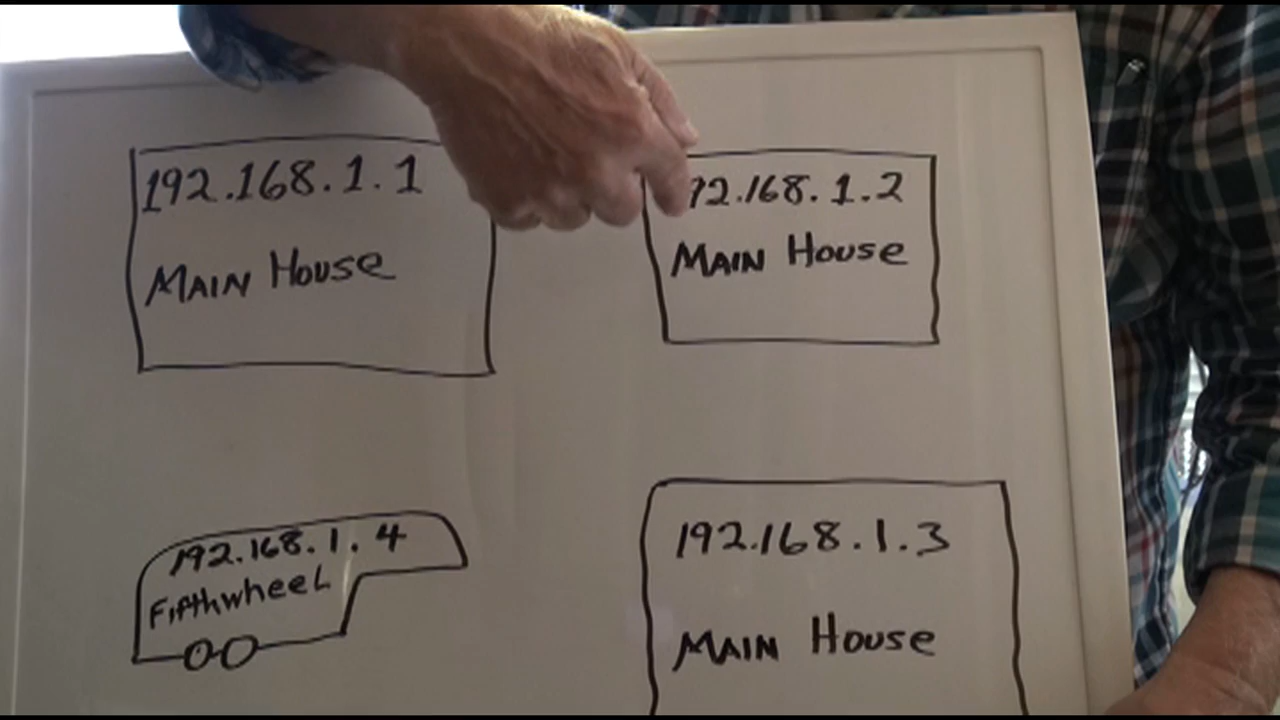 192.168.1.1
MAIN HOUSE
72.168.1.2
MAIN HOUSE
192.168.1.4
FIFTHWHEEL
192.168.1.3
MAIN HOUSE